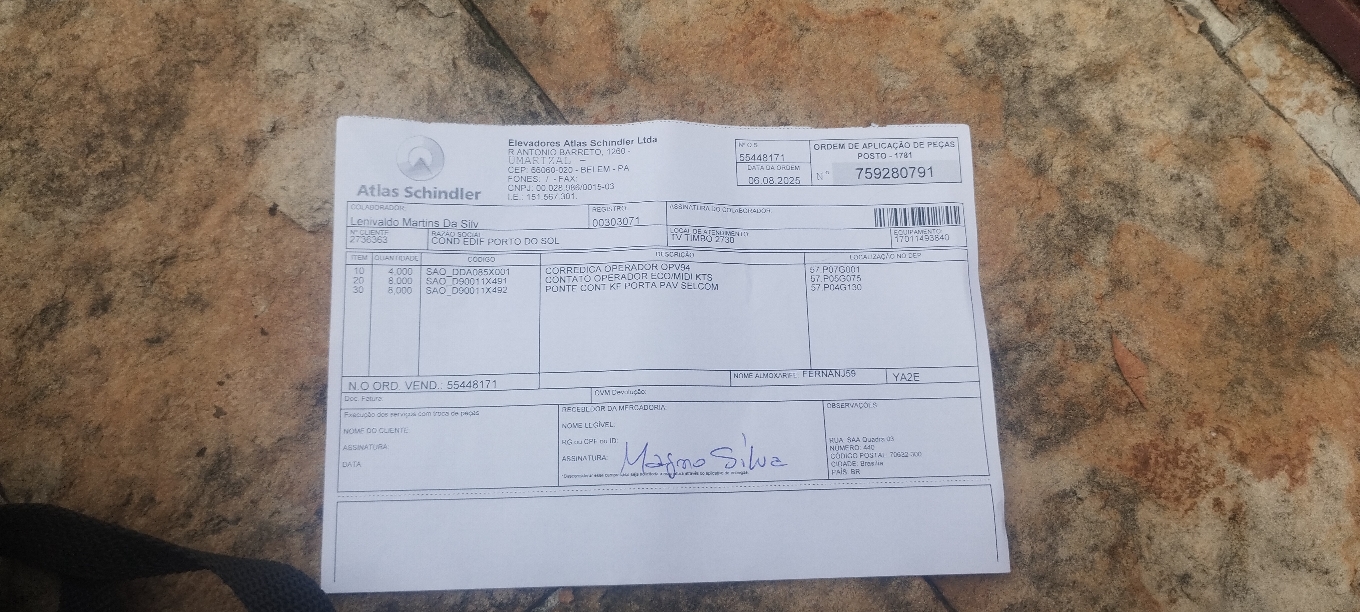 Atlas Schindler
Elevadores Atlas Schindler Ltda
R ANTONIO BARRETO, 1260 -
UMARIZAL -
CEP: 66060-020 - BELEM - PA
FONES: / - FAX:
CNPJ: 00.028.986/0015-03
I.E.: 151.567.301.
Nº O.S.
55448171
DATA DA ORDEM
06.08.2025
ORDEM DE APLICAÇÃO DE PEÇAS
POSTO - 1781
Nº 759280791
COLABORADOR
Lenivaldo Martins Da Silv
REGISTRO
00303071
ASSINATURA DO COLABORADOR
Nº CLIENTE
2736363
RAZÃO SOCIAL
COND EDIF PORTO DO SOL
LOCAL DE ATENDIMENTO
TV TIMBO 2730
EQUIPAMENTO
17011493840
ITEM QUANTIDADE CODIGO DESCRIÇÃO LOCALIZAÇÃO NO DEP
10 4,000 SAO_DDA085X001 CORREDICA OPERADOR OPV94 57.P07G001
20 8,000 SAO_D90011X491 CONTATO OPERADOR ECO/MIDI KTS 57.P05G075
30 8,000 SAO_D90011X492 PONTE CONT KF PORTA PAV SELCOM 57.P04G130
NOME ALMOXARIF.: FERNANJ59 YA2E
N.O ORD. VEND.: 55448171
Doc. Fatura
OVM Devolução:
Execução dos serviços com troca de peças
NOME DO CLIENTE:
ASSINATURA:
DATA
RECEBEDOR DA MERCADORIA
NOME LEGÍVEL:
RG ou CPF ou ID:
ASSINATURA: Magno Silva
OBSERVAÇÕES:
RUA: SAA Quadra 03
NÚMERO: 440
CÓDIGO POSTAL: 70632-300
CIDADE: Brasília
PAÍS: BR